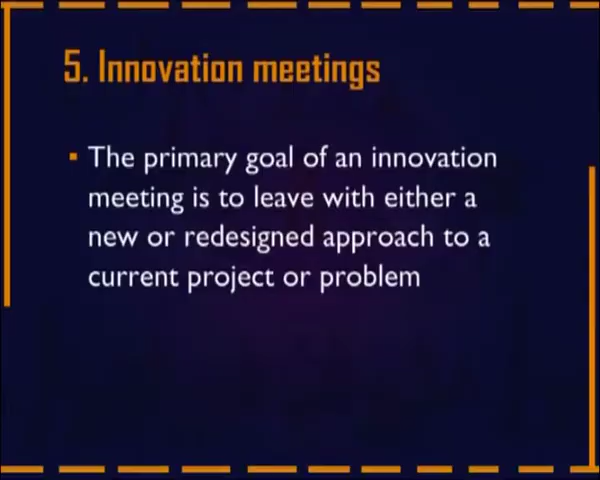 5. Innovation meetings
▪ The primary goal of an innovation
meeting is to leave with either a
new or redesigned approach to a
current project or problem